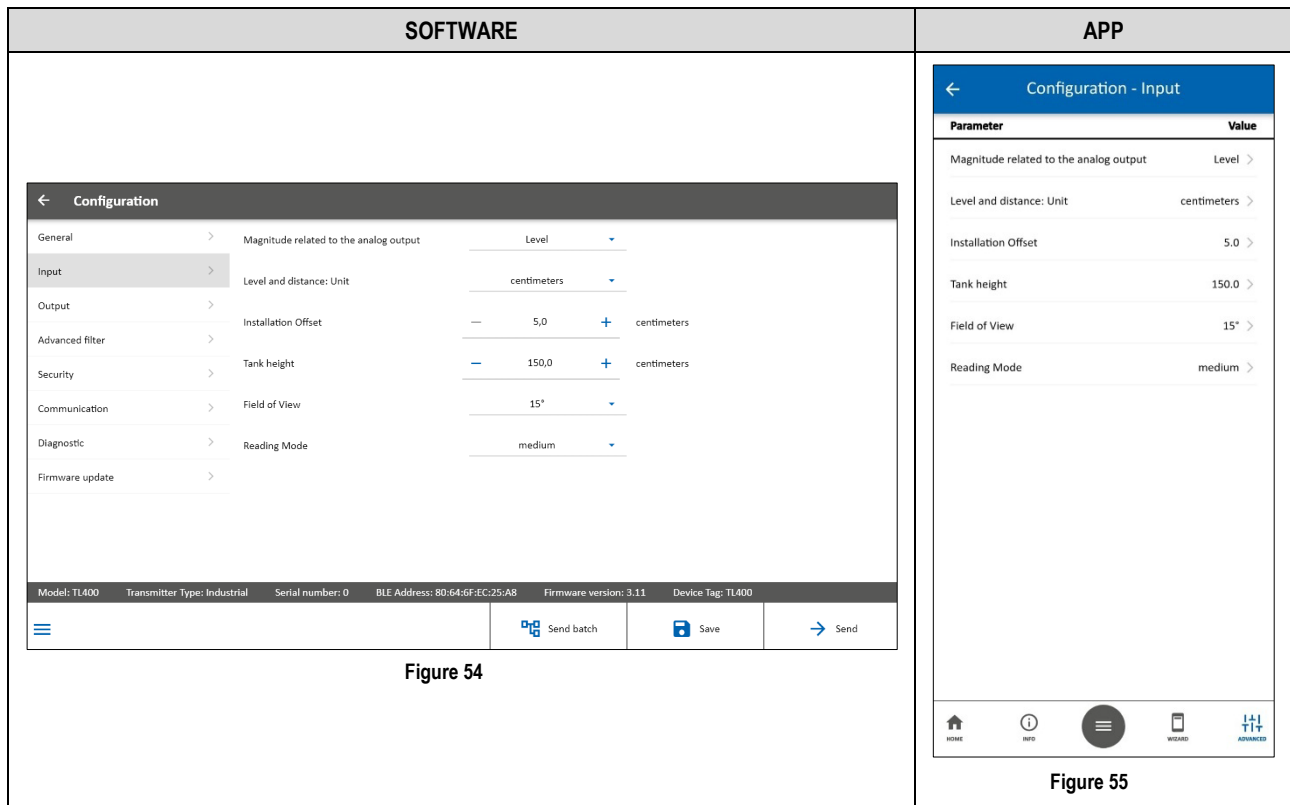 SOFTWARE
APP
← Configuration
General
Input
Output
Advanced filter
Security
Communication
Diagnostic
Firmware update
Magnitude related to the analog output Level
Level and distance: Unit centimeters
Installation Offset — 5,0 + centimeters
Tank height — 150,0 + centimeters
Field of View 15°
Reading Mode medium
Model: TL400 Transmitter Type: Industrial Serial number: 0 BLE Address: 80:64:6F:EC:25:A8 Firmware version: 3.11 Device Tag: TL400
Send batch Save → Send
Figure 54
← Configuration - Input
Parameter Value
Magnitude related to the analog output Level >
Level and distance: Unit centimeters >
Installation Offset 5.0 >
Tank height 150.0 >
Field of View 15° >
Reading Mode medium >
HOME INFO WIZARD ADVANCED
Figure 55